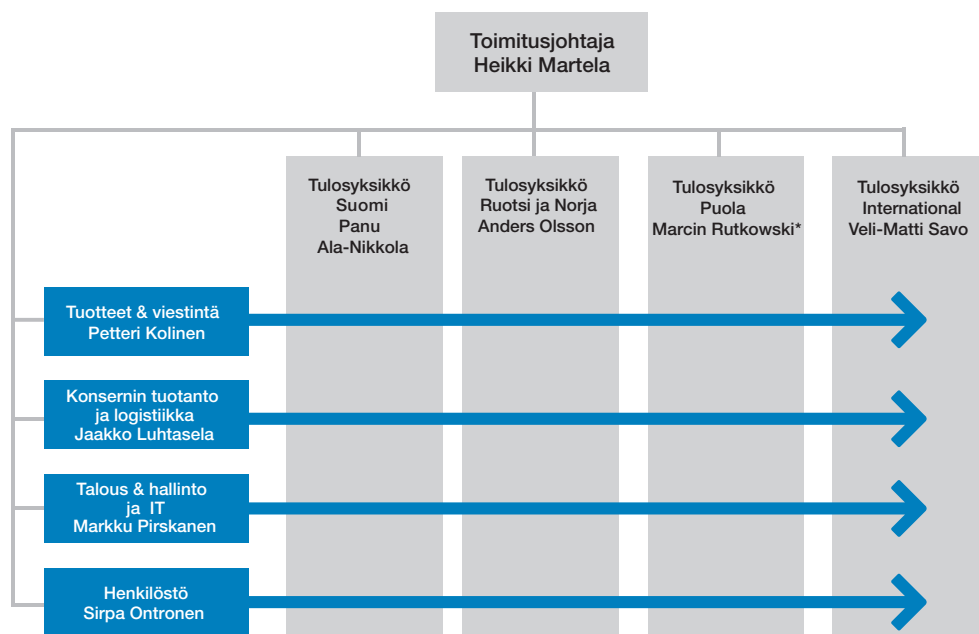 Toimitusjohtaja
Heikki Martela
Tulosyksikkö
Suomi
Panu
Ala-Nikkola
Tulosyksikkö
Ruotsi ja Norja
Anders Olsson
Tulosyksikkö
Puola
Marcin Rutkowski*
Tulosyksikkö
International
Veli-Matti Savo
Tuotteet & viestintä
Petteri Kolinen
Konsernin tuotanto
ja logistiikka
Jaakko Luhtasela
Talous & hallinto
ja IT
Markku Pirskanen
Henkilöstö
Sirpa Ontronen